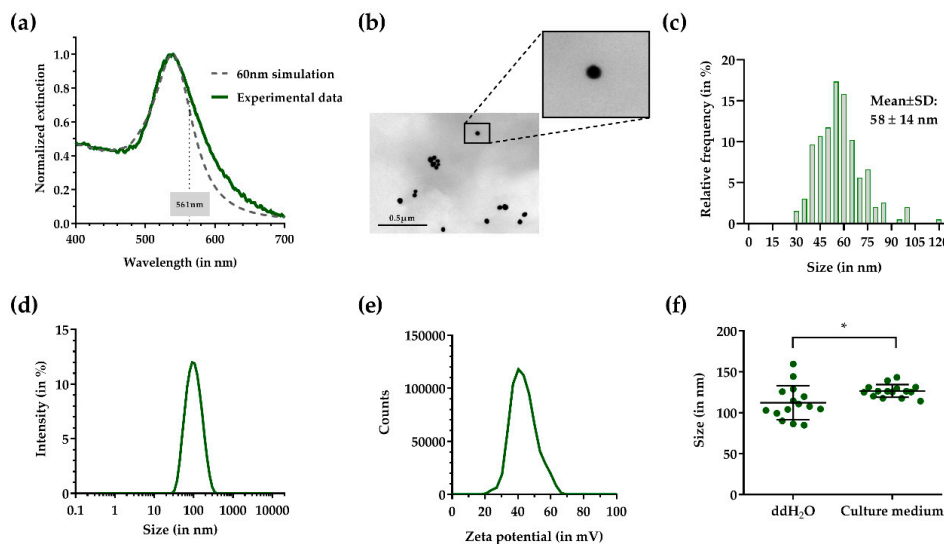 (a)
Normalized extinction
1.0
0.8
0.6
0.4
0.2
0.0
60nm simulation
Experimental data
561nm
400
500
600
700
Wavelength (in nm)
(b)
0.5μm
(c)
Relative frequency (in %)
20
15
10
5
0
Mean±SD:
58 ± 14 nm
0
15
30
45
60
75
90
105
120
Size (in nm)
(d)
Intensity (in %)
15
10
5
0
0.1
1
10
100
1000
10000
Size (in nm)
(e)
Counts
150000
100000
50000
0
0
20
40
60
80
100
Zeta potential (in mV)
(f)
Size (in nm)
200
150
100
50
0
*
ddH₂O
Culture medium